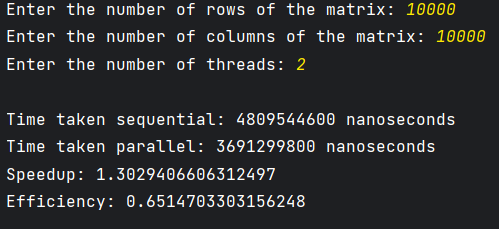 Enter the number of rows of the matrix: 10000
Enter the number of columns of the matrix: 10000
Enter the number of threads: 2
Time taken sequential: 4809544600 nanoseconds
Time taken parallel: 3691299800 nanoseconds
Speedup: 1.3029406606312497
Efficiency: 0.6514703303156248